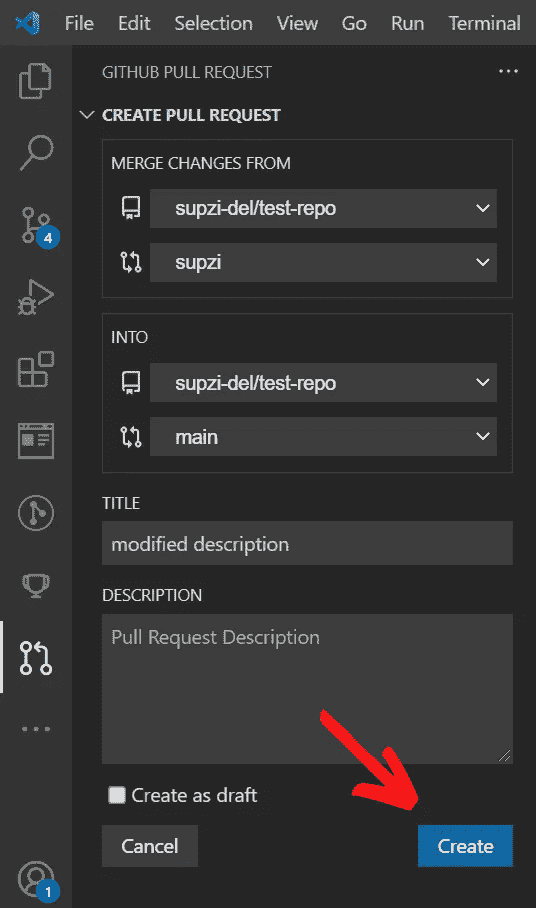 File Edit Selection View Go Run Terminal
GITHUB PULL REQUEST
CREATE PULL REQUEST
MERGE CHANGES FROM
supzi-del/test-repo
supzi
4
INTO
supzi-del/test-repo
main
TITLE
modified description
DESCRIPTION
Pull Request Description
Create as draft
Cancel Create
1